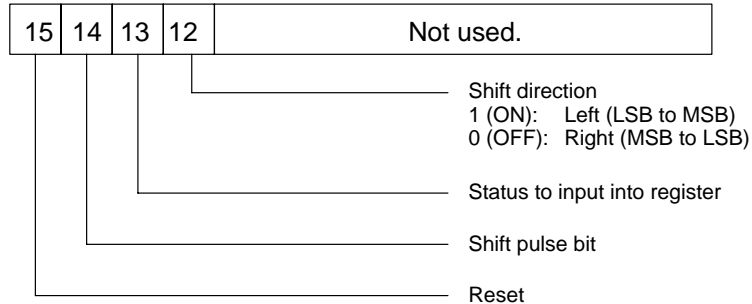 15 14 13 12 Not used.
Shift direction
1 (ON): Left (LSB to MSB)
0 (OFF): Right (MSB to LSB)
Status to input into register
Shift pulse bit
Reset